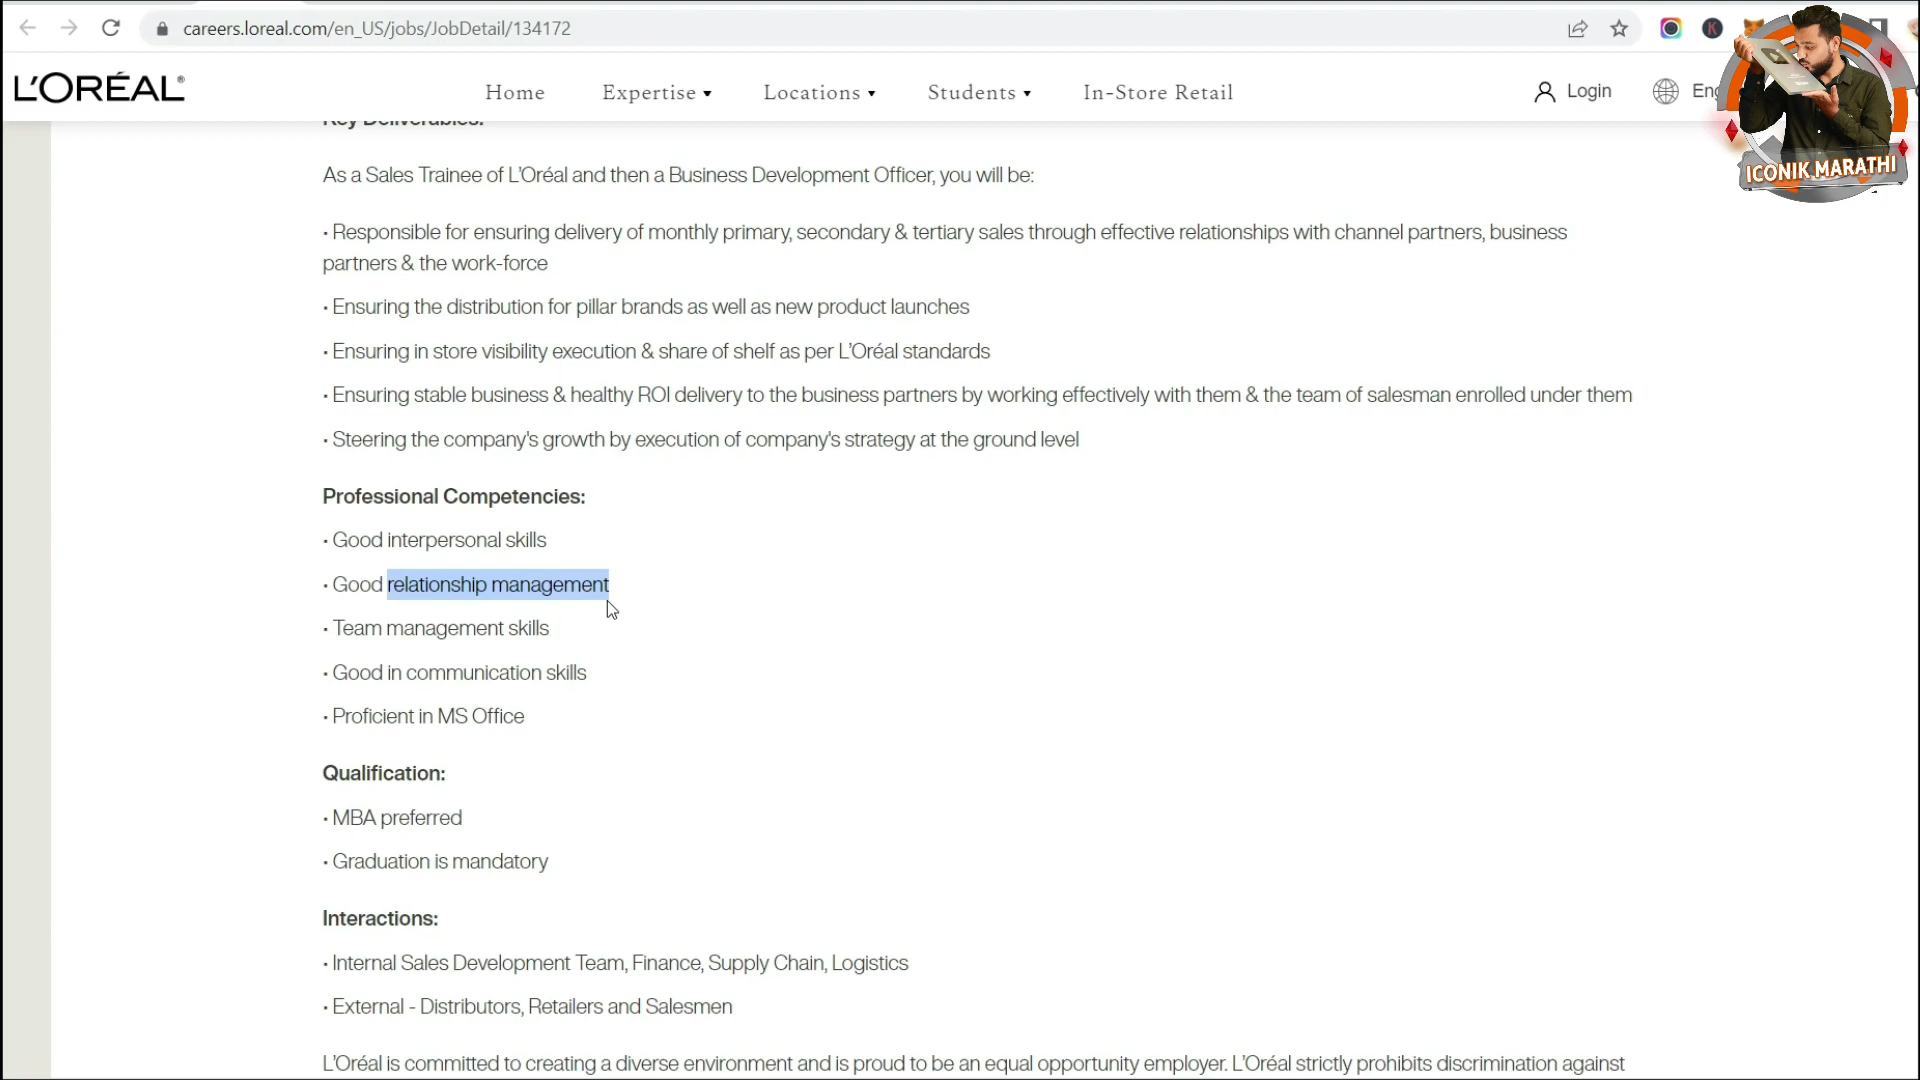 careers.loreal.com/en_US/jobs/JobDetail/134172
L'ORÉAL®
Home
Expertise ▾
Locations ▾
Students ▾
In-Store Retail
Login
ICONIK MARATHI
Key Deliverables:
As a Sales Trainee of L'Oréal and then a Business Development Officer, you will be:
• Responsible for ensuring delivery of monthly primary, secondary & tertiary sales through effective relationships with channel partners, business
partners & the work-force
• Ensuring the distribution for pillar brands as well as new product launches
• Ensuring in store visibility execution & share of shelf as per L'Oréal standards
• Ensuring stable business & healthy ROI delivery to the business partners by working effectively with them & the team of salesman enrolled under them
• Steering the company's growth by execution of company's strategy at the ground level
Professional Competencies:
• Good interpersonal skills
• Good relationship management
• Team management skills
• Good in communication skills
• Proficient in MS Office
Qualification:
• MBA preferred
• Graduation is mandatory
Interactions:
• Internal Sales Development Team, Finance, Supply Chain, Logistics
• External - Distributors, Retailers and Salesmen
L'Oréal is committed to creating a diverse environment and is proud to be an equal opportunity employer. L'Oréal strictly prohibits discrimination against